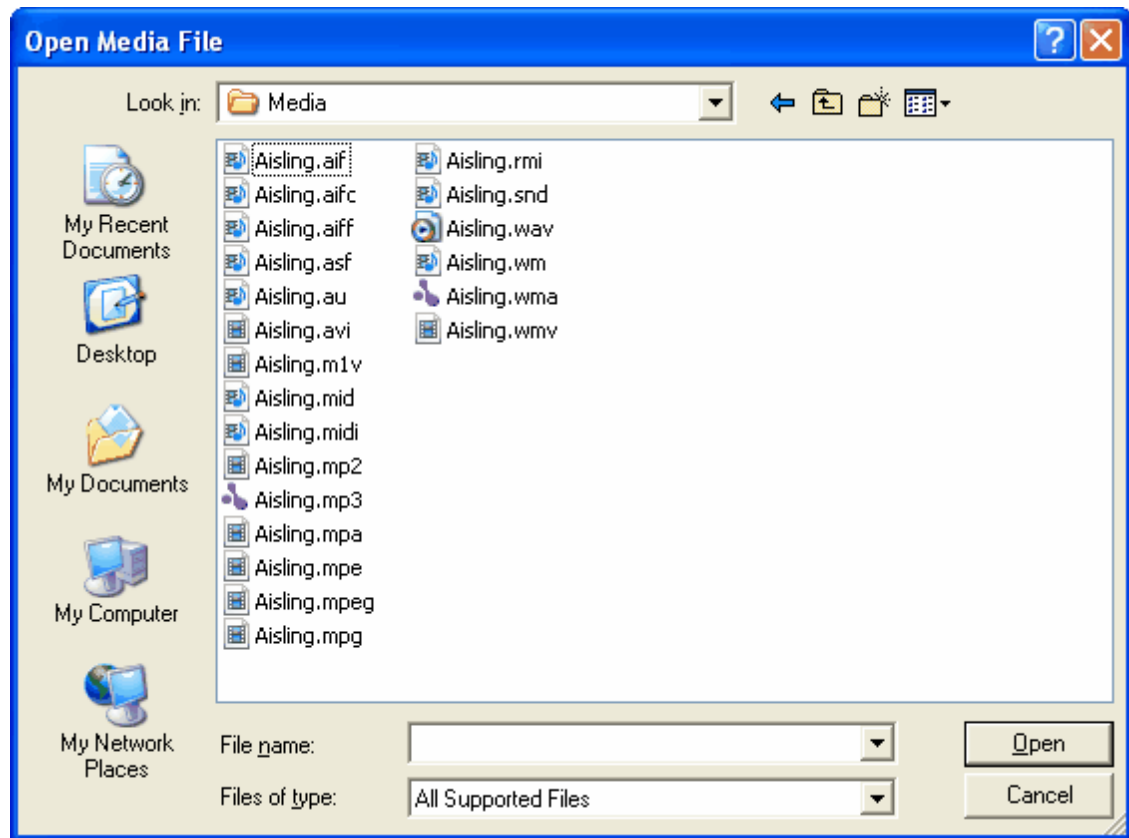 Open Media File
Look in: Media
My Recent
Documents
Desktop
My Documents
My Computer
My Network
Places
Aisling.aif
Aisling.aifc
Aisling.aiff
Aisling.asf
Aisling.au
Aisling.avi
Aisling.m1v
Aisling.mid
Aisling.midi
Aisling.mp2
Aisling.mp3
Aisling.mpa
Aisling.mpe
Aisling.mpeg
Aisling.mpg
Aisling.rmi
Aisling.snd
Aisling.wav
Aisling.wm
Aisling.wma
Aisling.wmv
File name:
Open
Files of type: All Supported Files
Cancel